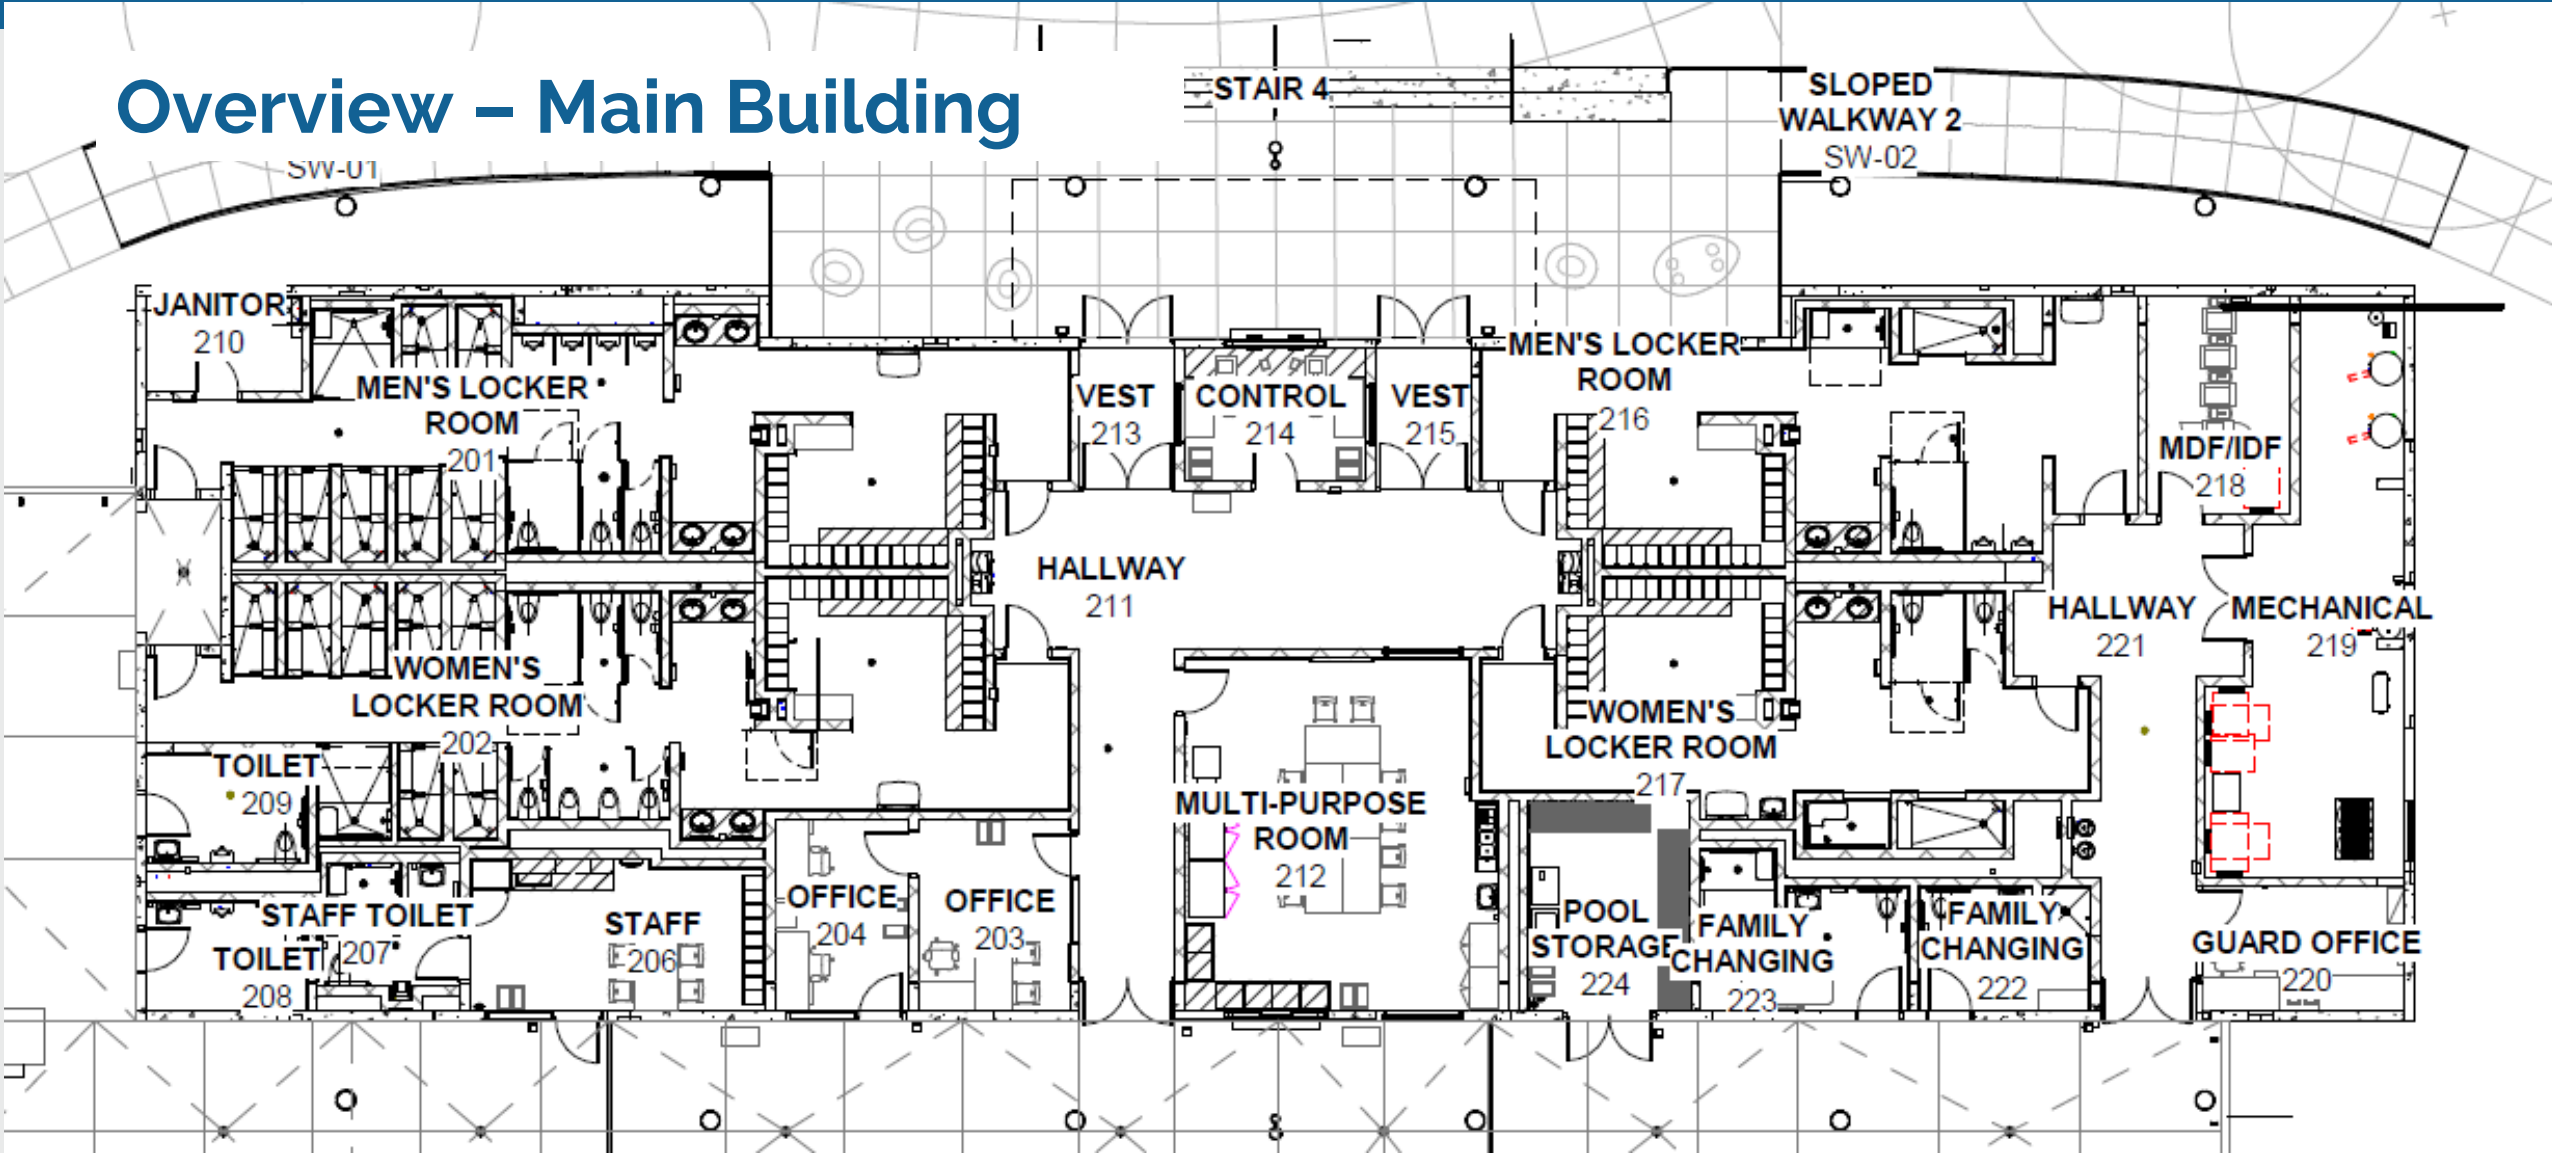 Overview – Main Building
STAIR 4
SLOPED
WALKWAY 2
SW-02
SW-01
JANITOR
210
MEN'S LOCKER
ROOM
201
VEST
213
CONTROL
214
VEST
215
MEN'S LOCKER
ROOM
216
MDF/IDF
218
HALLWAY
211
HALLWAY
221
MECHANICAL
219
WOMEN'S
LOCKER ROOM
202
WOMEN'S
LOCKER ROOM
217
TOILET
209
MULTI-PURPOSE
ROOM
212
STAFF TOILET
207
TOILET
208
STAFF
206
OFFICE
204
OFFICE
203
POOL
STORAGE
224
FAMILY
CHANGING
223
FAMILY
CHANGING
222
GUARD OFFICE
220